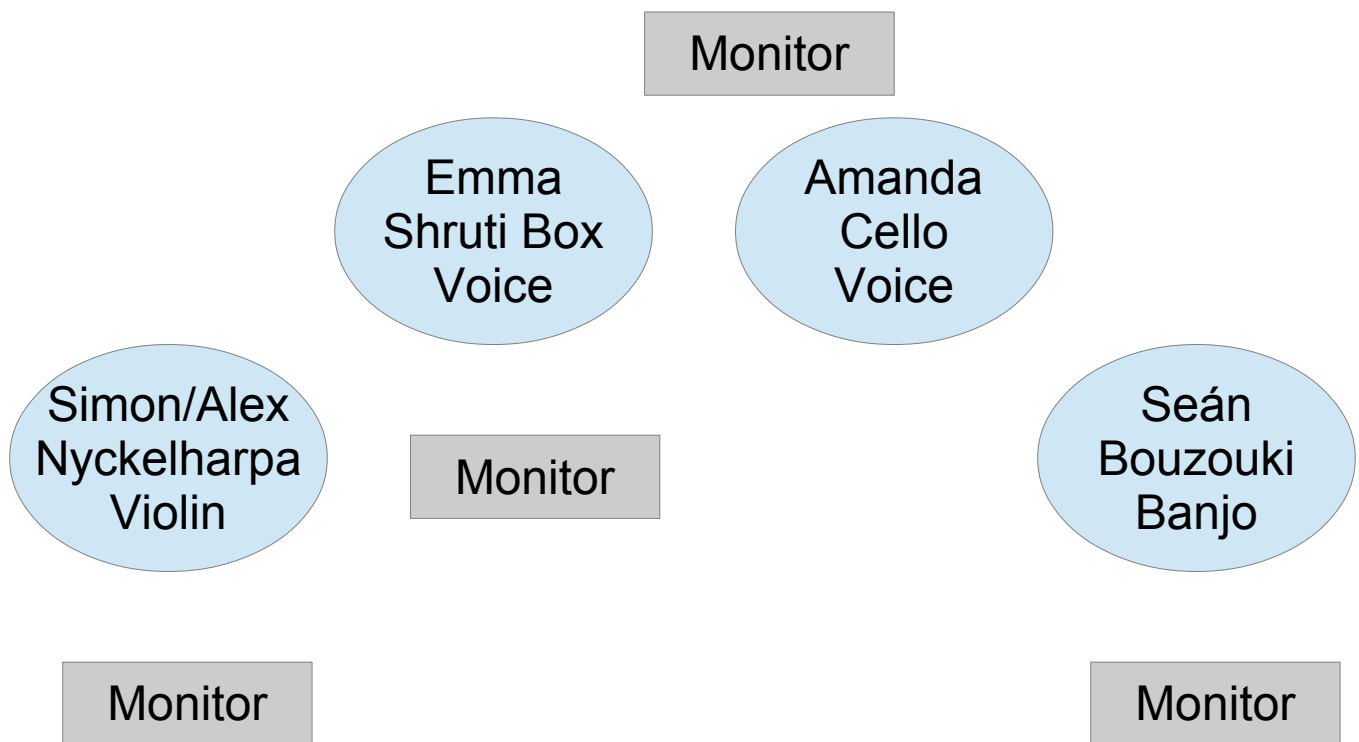 Monitor
Emma
Shruti Box
Voice
Amanda
Cello
Voice
Simon/Alex
Nyckelharpa
Violin
Monitor
Seán
Bouzouki
Banjo
Monitor
Monitor